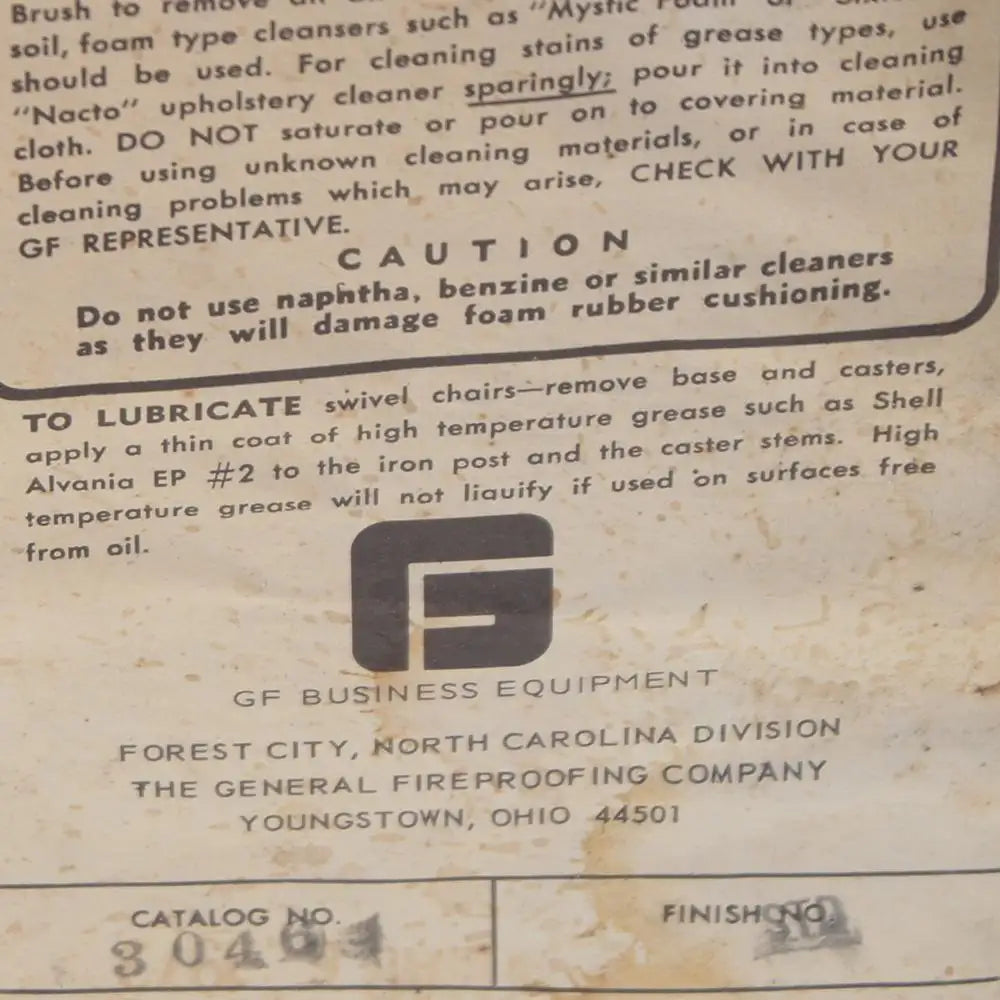 Brush to remove
soil, foam type cleansers such as "Mystic Foam"
should be used. For cleaning stains of grease types, use
"Nacto" upholstery cleaner sparingly; pour it into cleaning
cloth. DO NOT saturate or pour on to covering material.
Before using unknown cleaning materials, or in case of
cleaning problems which may arise, CHECK WITH YOUR
GF REPRESENTATIVE.
CAUTION
Do not use naphtha, benzine or similar cleaners
as they will damage foam rubber cushioning.
TO LUBRICATE swivel chairs—remove base and casters,
apply a thin coat of high temperature grease such as Shell
Alvania EP #2 to the iron post and the caster stems. High
temperature grease will not liquify if used on surfaces free
from oil.
GF BUSINESS EQUIPMENT
FOREST CITY, NORTH CAROLINA DIVISION
THE GENERAL FIREPROOFING COMPANY
YOUNGSTOWN, OHIO 44501
CATALOG NO.
FINISH NO.